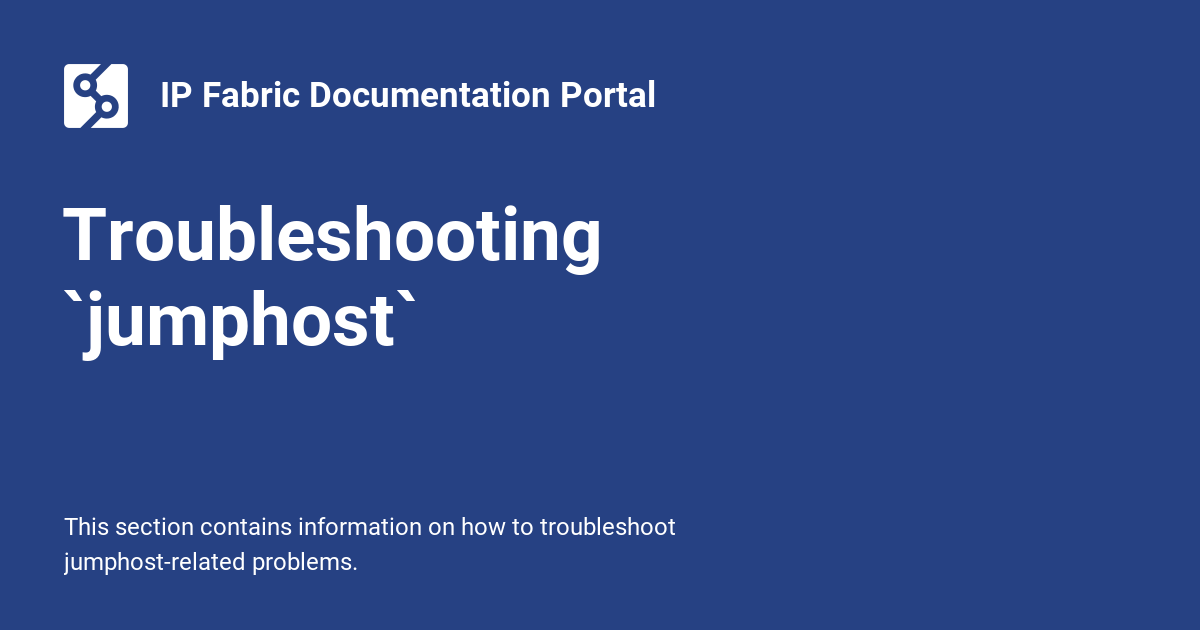 IP Fabric Documentation Portal
Troubleshooting
`jumphost`
This section contains information on how to troubleshoot
jumphost-related problems.